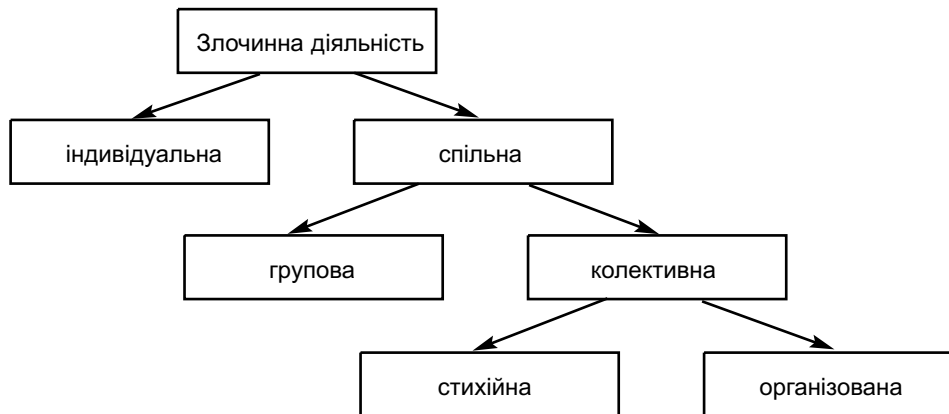 Злочинна діяльність
індивідуальна
спільна
групова
колективна
стихійна
організована